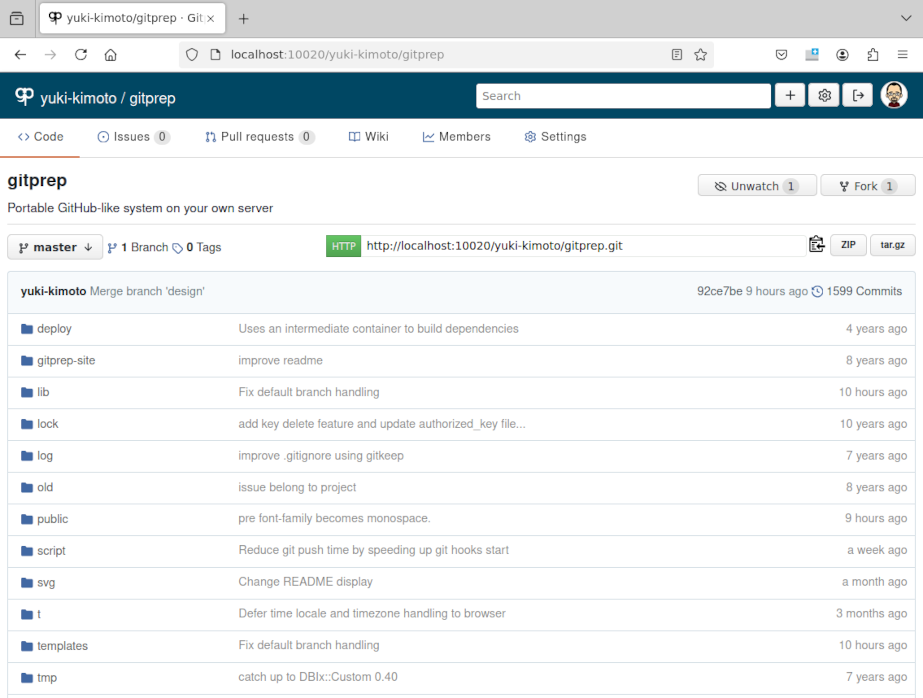 yuki-kimoto/gitprep · Git
localhost:10020/yuki-kimoto/gitprep
yuki-kimoto / gitprep
Search
Code
Issues 0
Pull requests 0
Wiki
Members
Settings
gitprep
Unwatch 1
Fork 1
Portable GitHub-like system on your own server
master
1 Branch
0 Tags
HTTP
http://localhost:10020/yuki-kimoto/gitprep.git
ZIP
tar.gz
yuki-kimoto Merge branch 'design' 92ce7be 9 hours ago 1599 Commits
deploy Uses an intermediate container to build dependencies 4 years ago
gitprep-site improve readme 8 years ago
lib Fix default branch handling 10 hours ago
lock add key delete feature and update authorized_key file... 10 years ago
log improve .gitignore using gitkeep 7 years ago
old issue belong to project 8 years ago
public pre font-family becomes monospace. 9 hours ago
script Reduce git push time by speeding up git hooks start a week ago
svg Change README display a month ago
t Defer time locale and timezone handling to browser 3 months ago
templates Fix default branch handling 10 hours ago
tmp catch up to DBIx::Custom 0.40 7 years ago